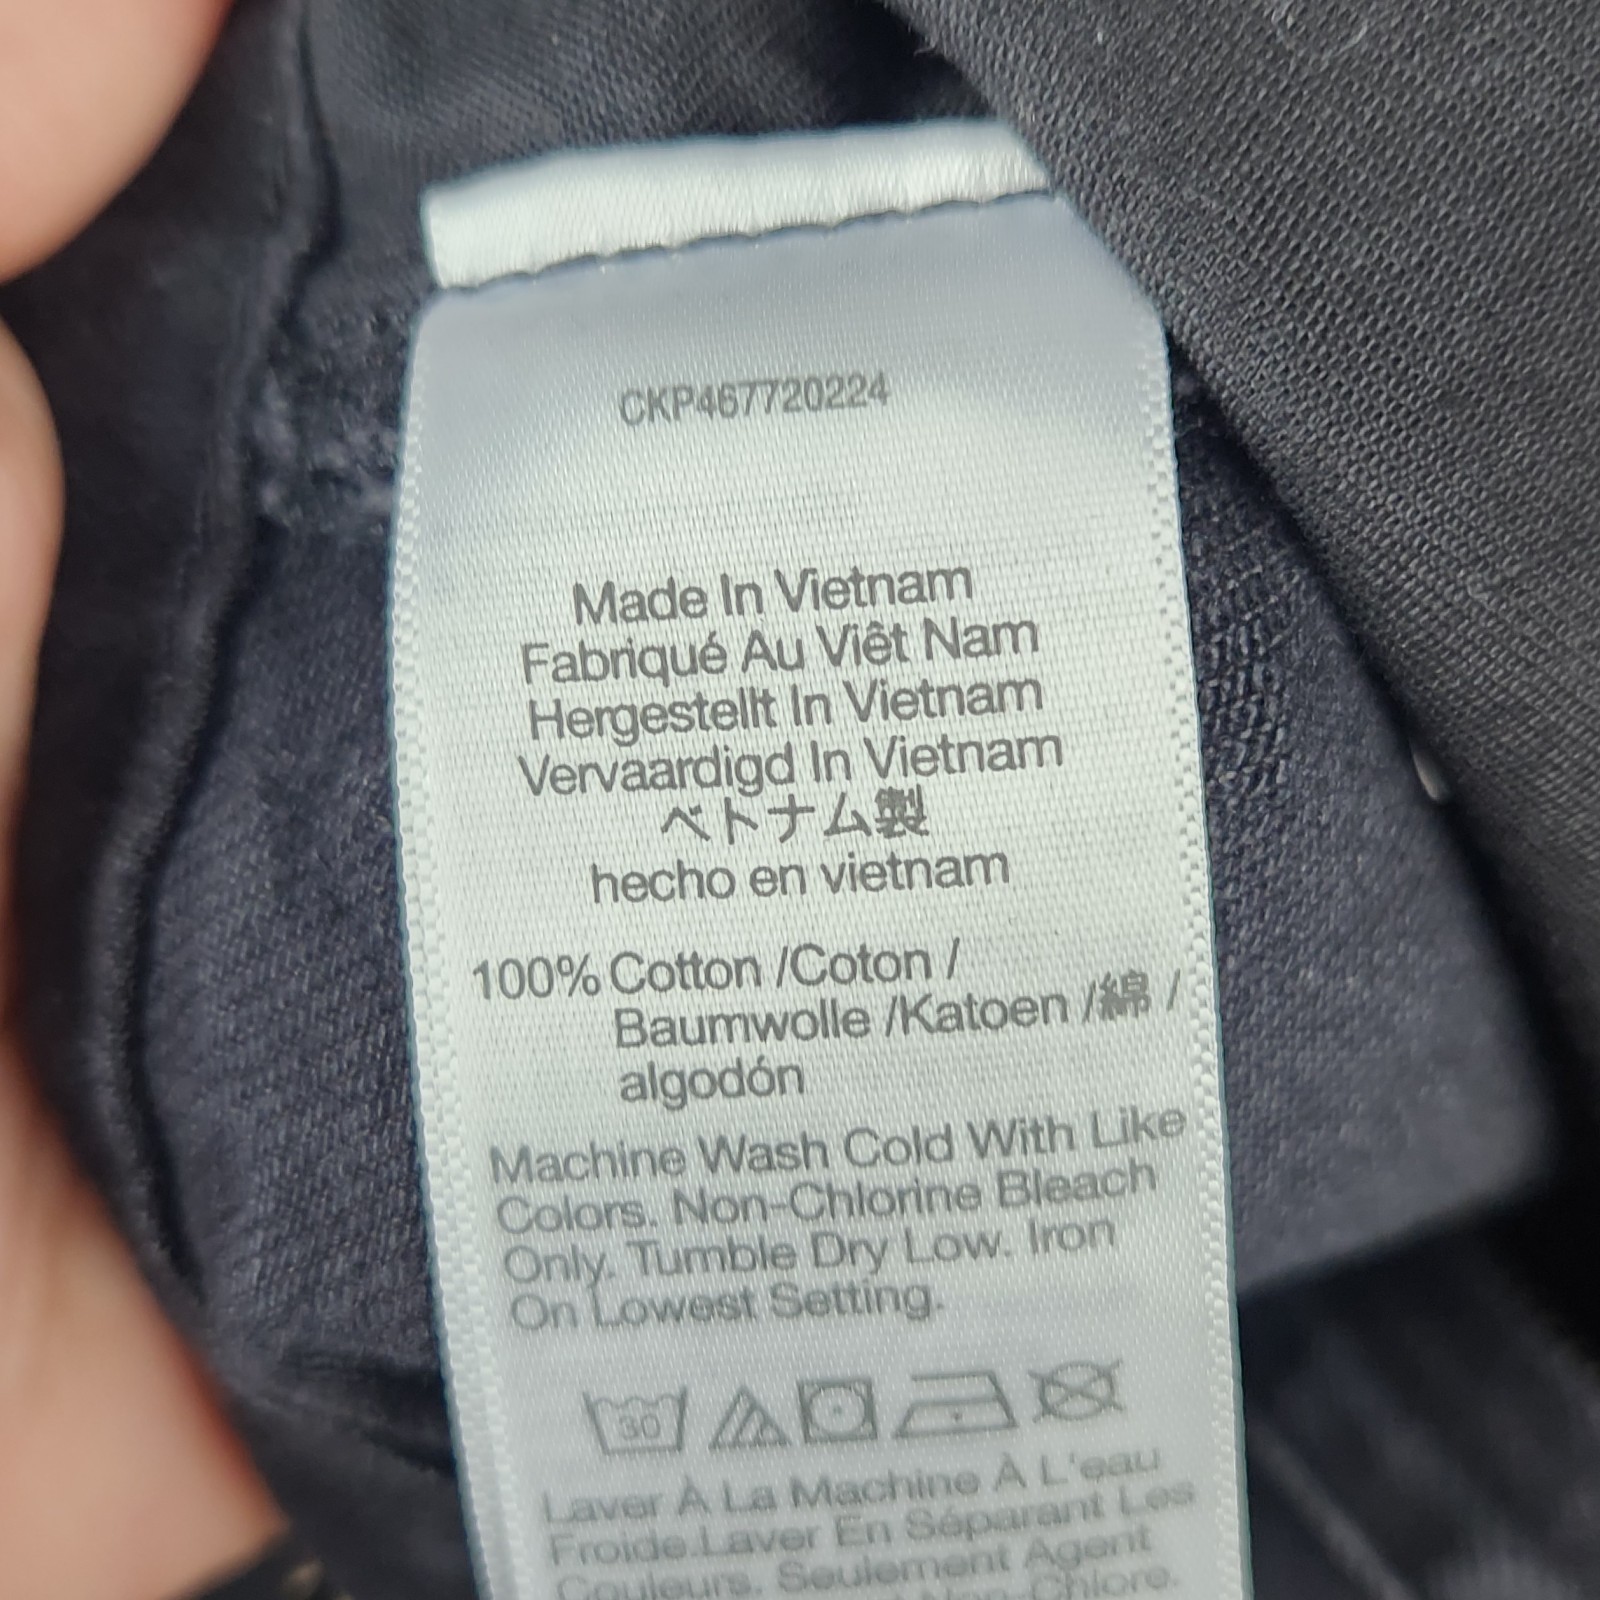 CKP467720224
Made In Vietnam
Fabriqué Au Viêt Nam
Hergestellt In Vietnam
Vervaardigd In Vietnam
ベトナム製
hecho en vietnam
100% Cotton /Coton /
Baumwolle /Katoen /綿 /
algodón
Machine Wash Cold With Like
Colors. Non-Chlorine Bleach
Only. Tumble Dry Low. Iron
On Lowest Setting.
30
Laver À La Machine À L'eau
Froide.Laver En Séparant Les
Couleurs. Seulement Agent
Non-Chlore.